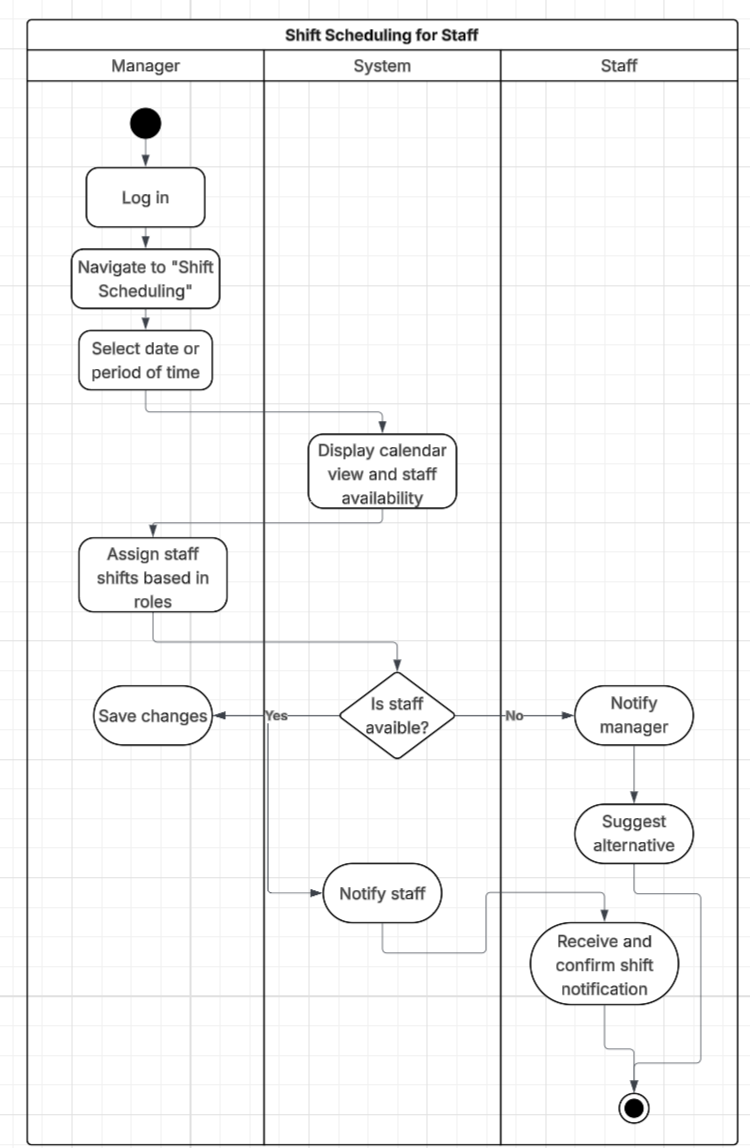 Shift Scheduling for Staff
Manager
System
Staff
Log in
Navigate to "Shift
Scheduling"
Select date or
period of time
Display calendar
view and staff
availability
Assign staff
shifts based in
roles
Is staff
avaible?
Yes
No
Save changes
Notify
manager
Suggest
alternative
Notify staff
Receive and
confirm shift
notification